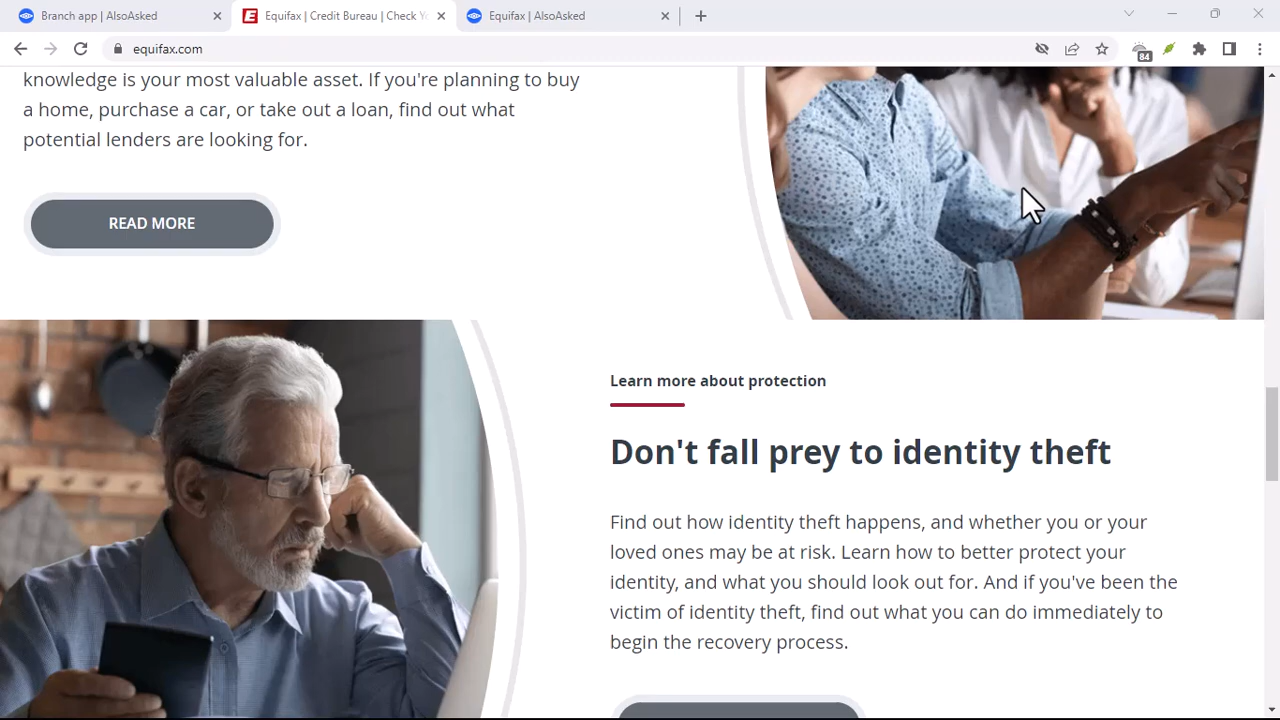 Branch app | AlsoAsked
Equifax | Credit Bureau | Check Yo
Equifax | AlsoAsked
equifax.com
84
knowledge is your most valuable asset. If you're planning to buy
a home, purchase a car, or take out a loan, find out what
potential lenders are looking for.
READ MORE
Learn more about protection
Don't fall prey to identity theft
Find out how identity theft happens, and whether you or your
loved ones may be at risk. Learn how to better protect your
identity, and what you should look out for. And if you've been the
victim of identity theft, find out what you can do immediately to
begin the recovery process.